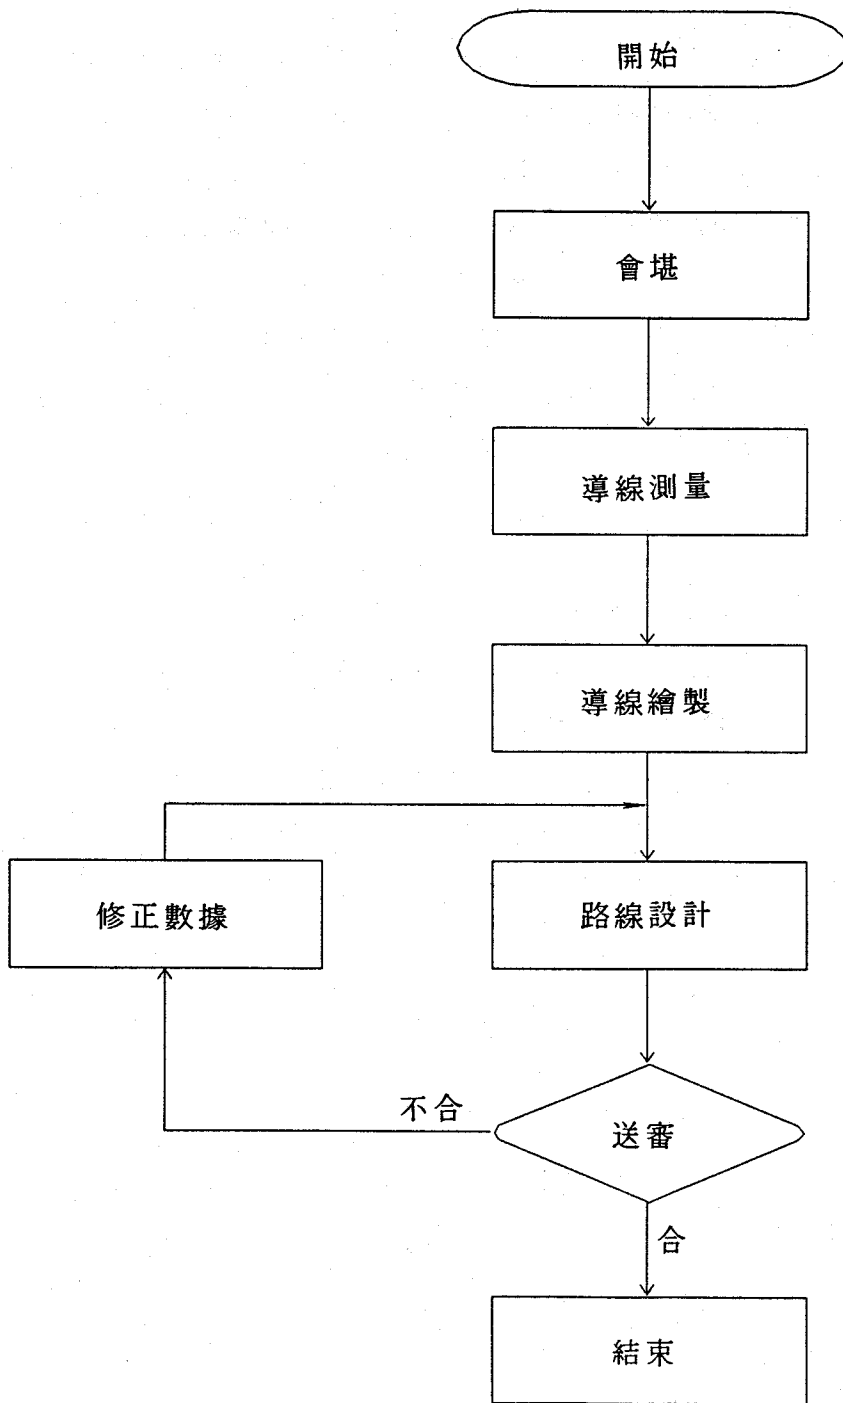 開始
會堪
導線測量
導線繪製
修正數據
路線設計
不合
送審
合
結束